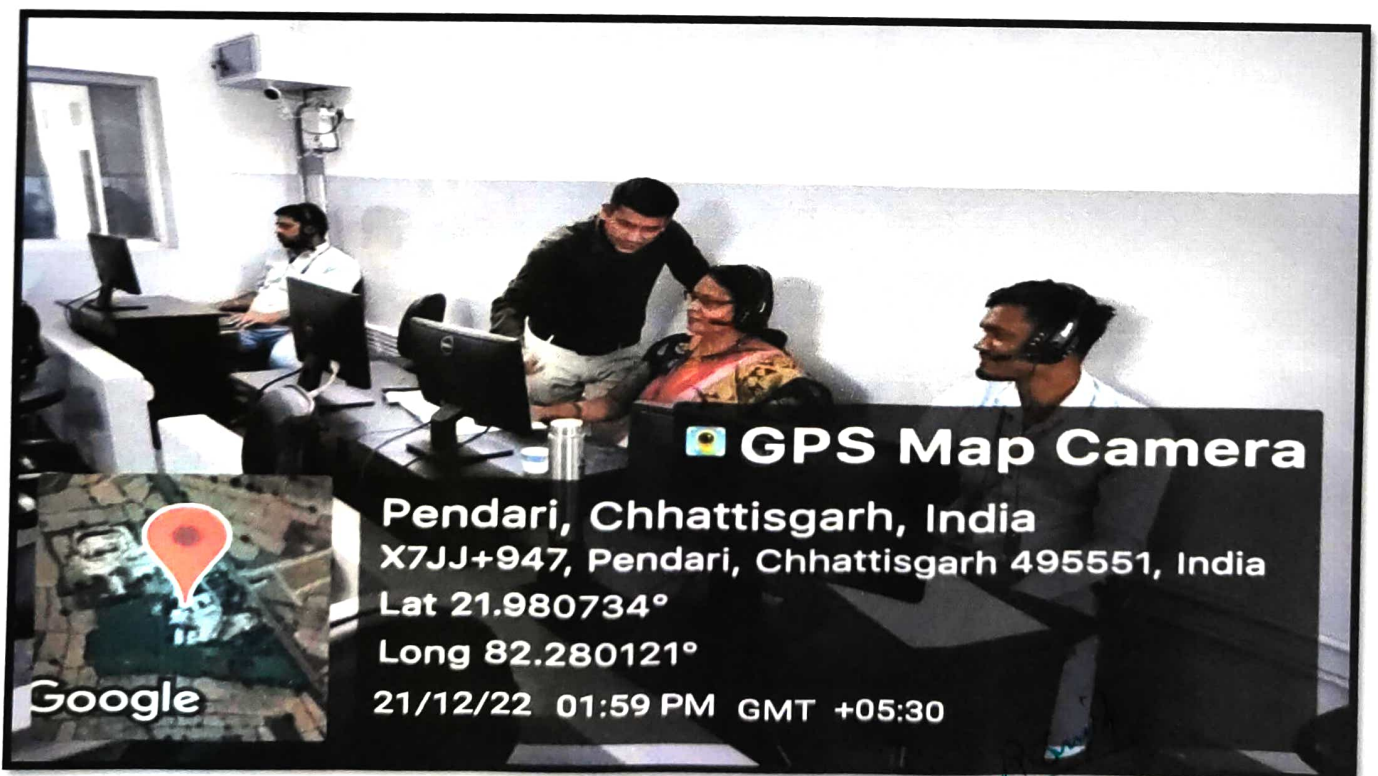 GPS Map Camera
Pendari, Chhattisgarh, India
X7JJ+947, Pendari, Chhattisgarh 495551, India
Lat 21.980734°
Long 82.280121°
21/12/22 01:59 PM GMT +05:30
Google